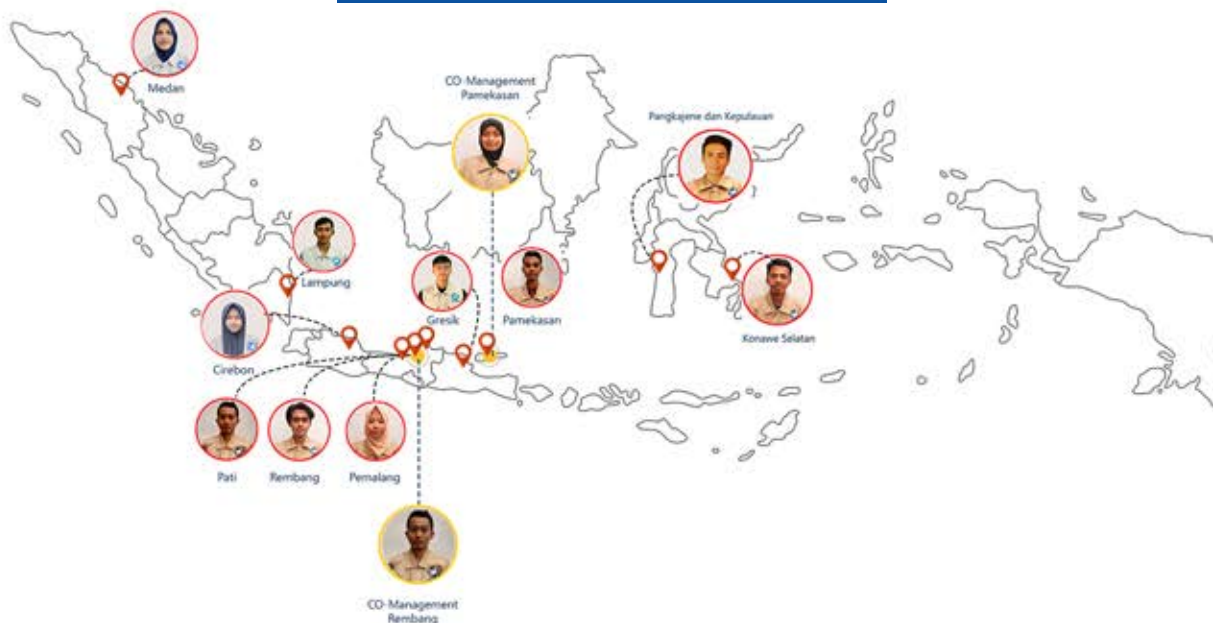 Medan
CO-Management
Pamekasan
Pangkajene dan Kepulauan
Lampung
Gresik
Pamekasan
Konawe Selatan
Cirebon
Pati
Rembang
Pemalang
CO-Management
Rembang